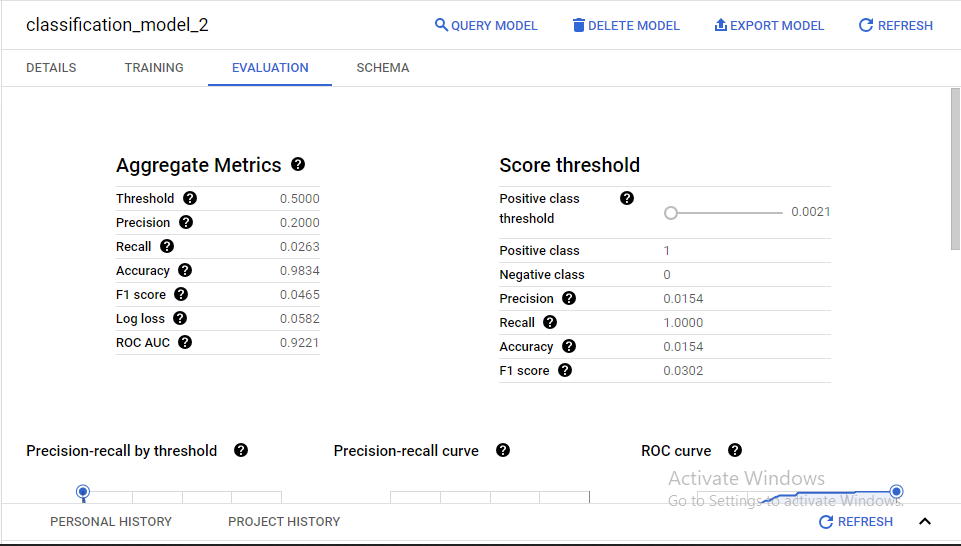 classification_model_2
QUERY MODEL
DELETE MODEL
EXPORT MODEL
REFRESH
DETAILS
TRAINING
EVALUATION
SCHEMA
Aggregate Metrics ?
Threshold ? 0.5000
Precision ? 0.2000
Recall ? 0.0263
Accuracy ? 0.9834
F1 score ? 0.0465
Log loss ? 0.0582
ROC AUC ? 0.9221
Score threshold
Positive class ?
threshold
0.0021
Positive class 1
Negative class 0
Precision ? 0.0154
Recall ? 1.0000
Accuracy ? 0.0154
F1 score ? 0.0302
Precision-recall by threshold ?
Precision-recall curve ?
ROC curve ?
Activate Windows
Go to Settings to activate Windows.
PERSONAL HISTORY
PROJECT HISTORY
REFRESH